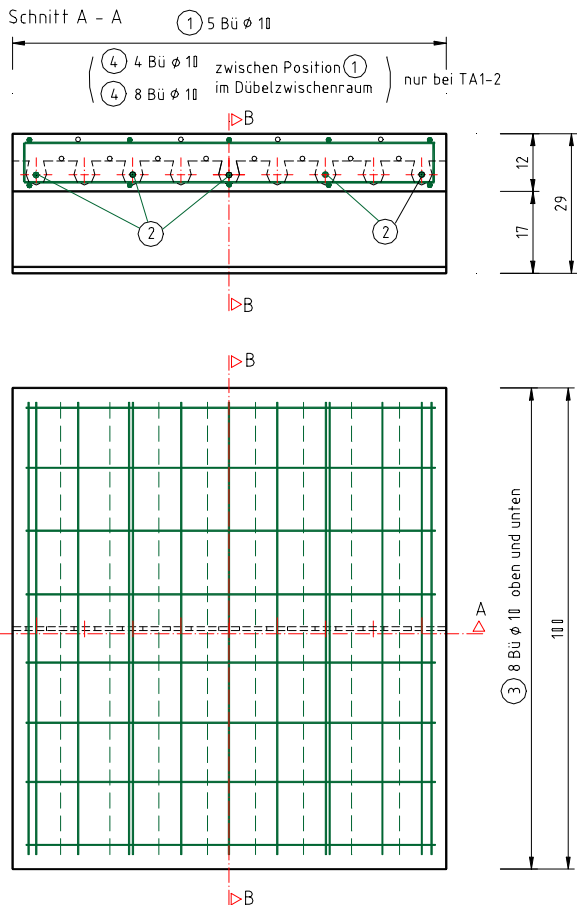 Schnitt A - A
① 5 Bü ϕ 10
④ 4 Bü ϕ 10 zwischen Position ①
④ 8 Bü ϕ 10 im Dübelzwischenraum
nur bei TA1-2
B
12
29
② ②
17
B
B
③ 8 Bü ϕ 10 oben und unten
100
A
B